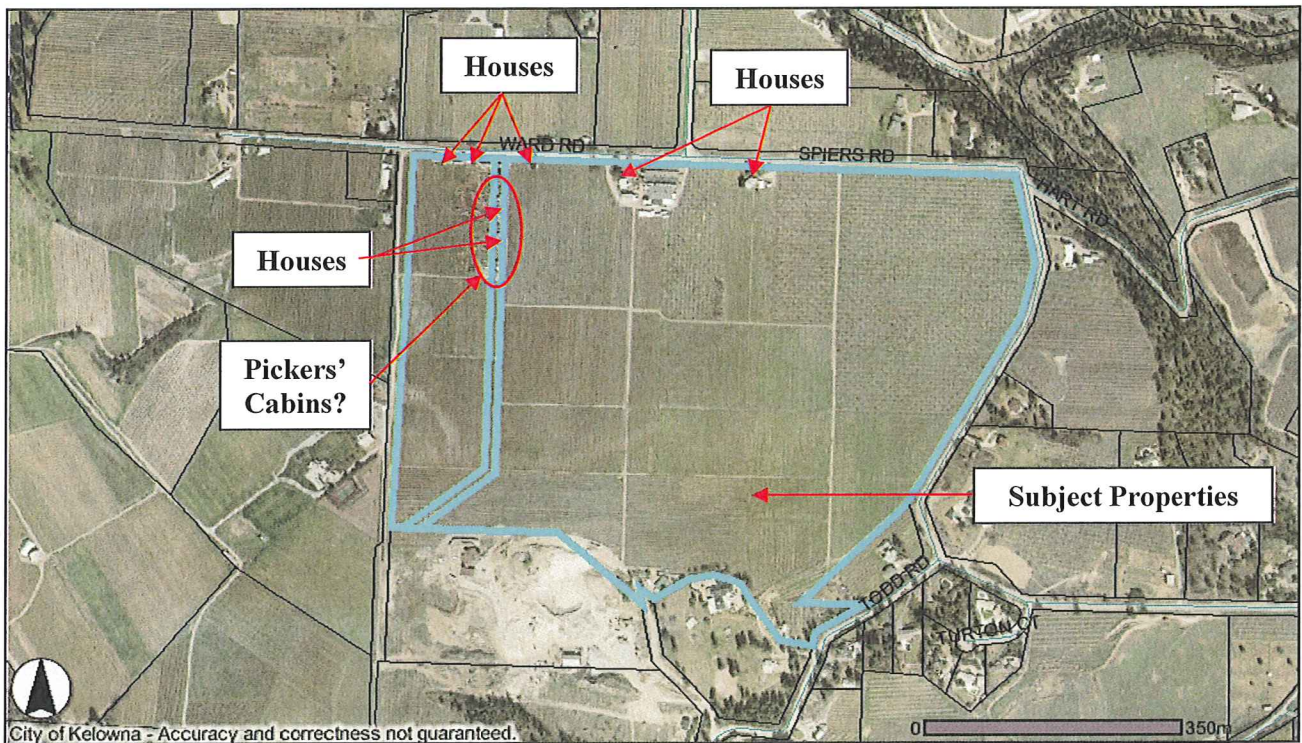 Houses
Houses
WARD RD
SPIERS RD
HART RD
Houses
Pickers’
Cabins?
Subject Properties
TODD RD
TURTON CT
0
350m
City of Kelowna - Accuracy and correctness not guaranteed.